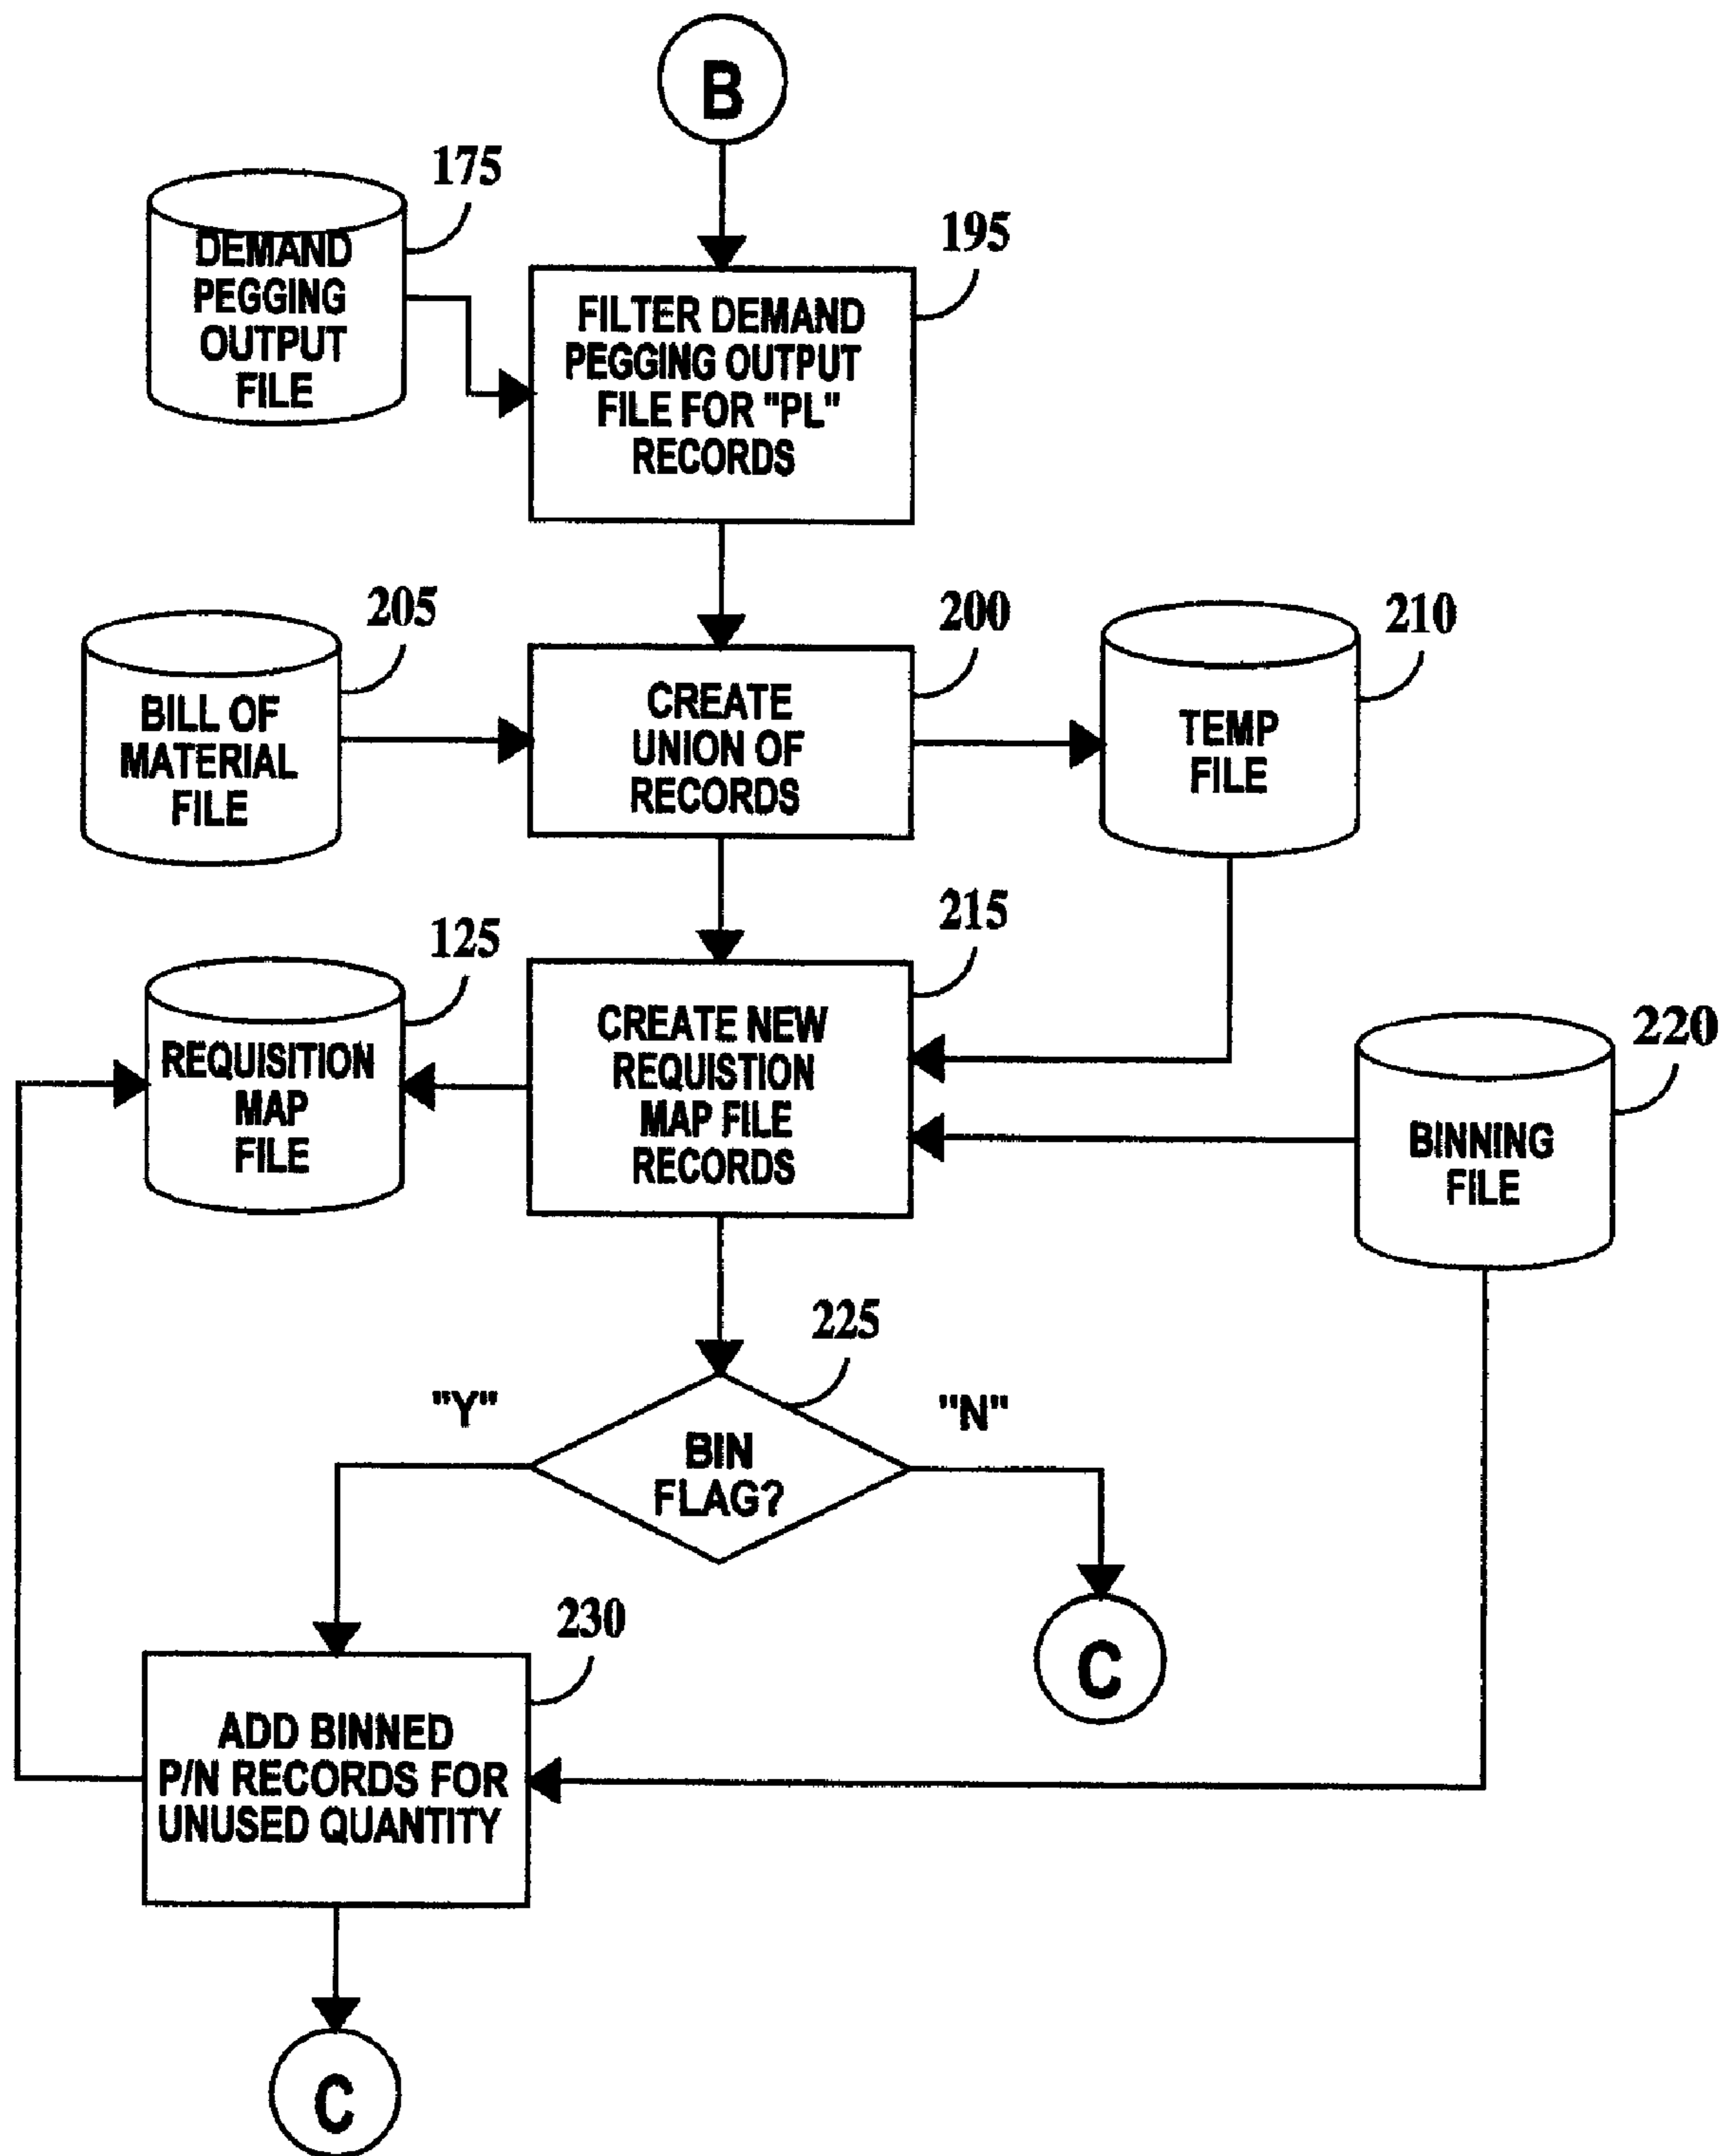 B
175
DEMAND
PEGGING
OUTPUT
FILE
195
FILTER DEMAND
PEGGING OUTPUT
FILE FOR "PL"
RECORDS
205
BILL OF
MATERIAL
FILE
200
CREATE
UNION OF
RECORDS
210
TEMP
FILE
125
REQUISITION
MAP
FILE
215
CREATE NEW
REQUISTION
MAP FILE
RECORDS
220
BINNING
FILE
225
"Y"
"N"
BIN
FLAG?
C
230
ADD BINNED
P/N RECORDS FOR
UNUSED QUANTITY
C